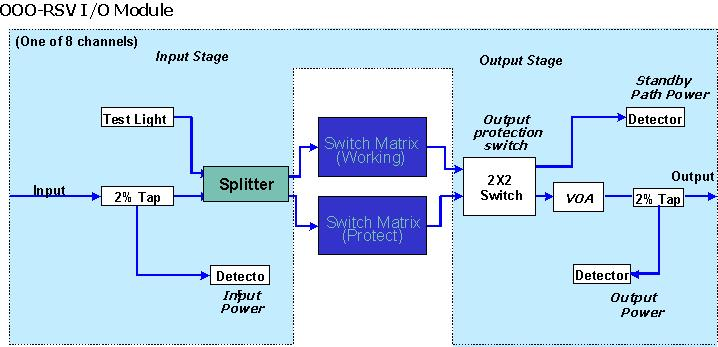 OOO-RSV I/O Module
(One of 8 channels)
Input Stage
Output Stage
Standby
Path Power
Test Light
Switch Matrix
(Working)
Output
protection
switch
Detector
Input
2% Tap
Splitter
2X2
Switch
VOA
2% Tap
Output
Switch Matrix
(Protect)
Detecto
r
Input
Power
Detector
Output
Power